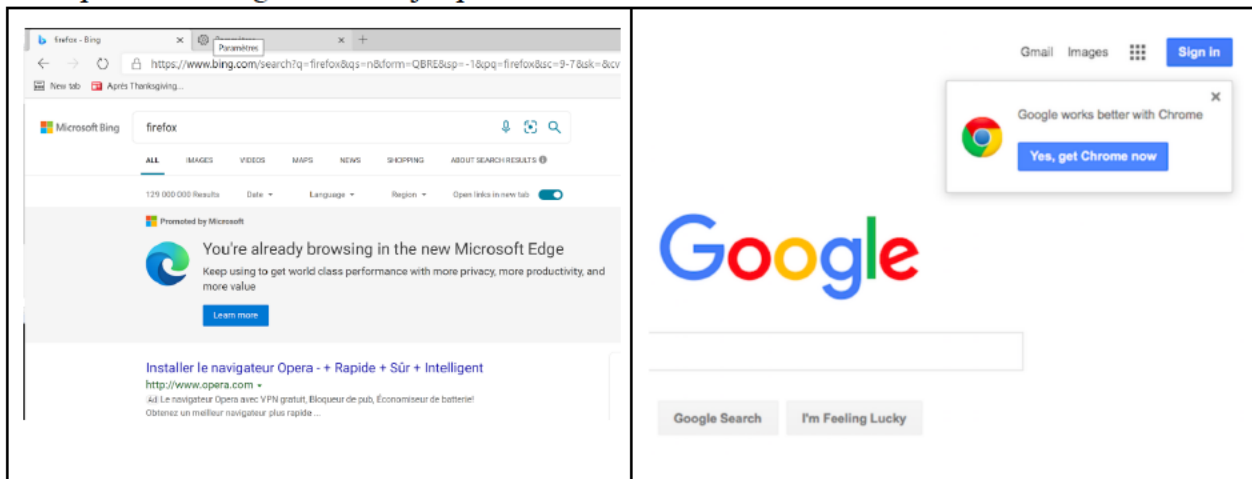 firefox - Bing
Paramètres
https://www.bing.com/search?q=firefox&qs=n&form=QBRE&sp=-1&pq=firefox&sc=9-7&sk=&cv
New tab Après Thanksgiving...
Microsoft Bing firefox
ALL IMAGES VIDEOS MAPS NEWS SHOPPING ABOUT SEARCH RESULTS
129 000 000 Results Date Language Region Open links in new tab
Promoted by Microsoft
You're already browsing in the new Microsoft Edge
Keep using to get world class performance with more privacy, more productivity, and
more value
Learn more
Installer le navigateur Opera - + Rapide + Sûr + Intelligent
http://www.opera.com
Ad Le navigateur Opera avec VPN gratuit, Bloqueur de pub, Économiseur de batterie!
Obtenez un meilleur navigateur plus rapide ...
Gmail Images Sign in
Google works better with Chrome
Yes, get Chrome now
Google
Google Search I'm Feeling Lucky